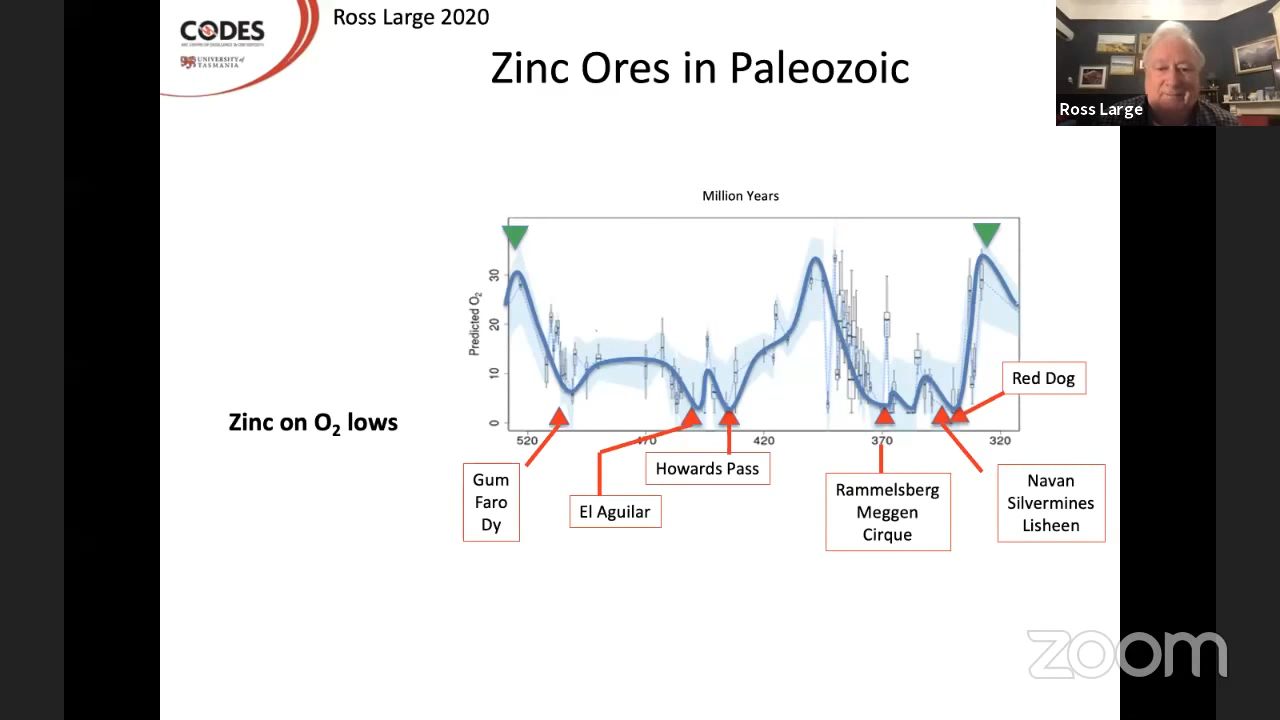 CODES
UNIVERSITY of
TASMANIA
Ross Large 2020
Zinc Ores in Paleozoic
Ross Large
Million Years
Predicted O₂
30
20
10
0
520
420
370
320
Zinc on O₂ lows
Red Dog
Gum
Faro
Dy
El Aguilar
Howards Pass
Rammelsberg
Meggen
Cirque
Navan
Silvermines
Lisheen
zoom